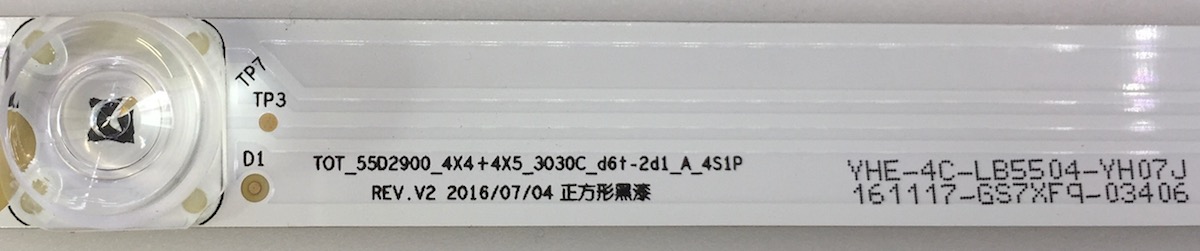 TP7
TP3
D1
TOT_55D2900_4X4+4X5_3030C_d6t-2d1_A_4S1P
REV.V2 2016/07/04 正方形黑漆
YHE-4C-LB5504-YH07J
161117-GS7XF9-03406